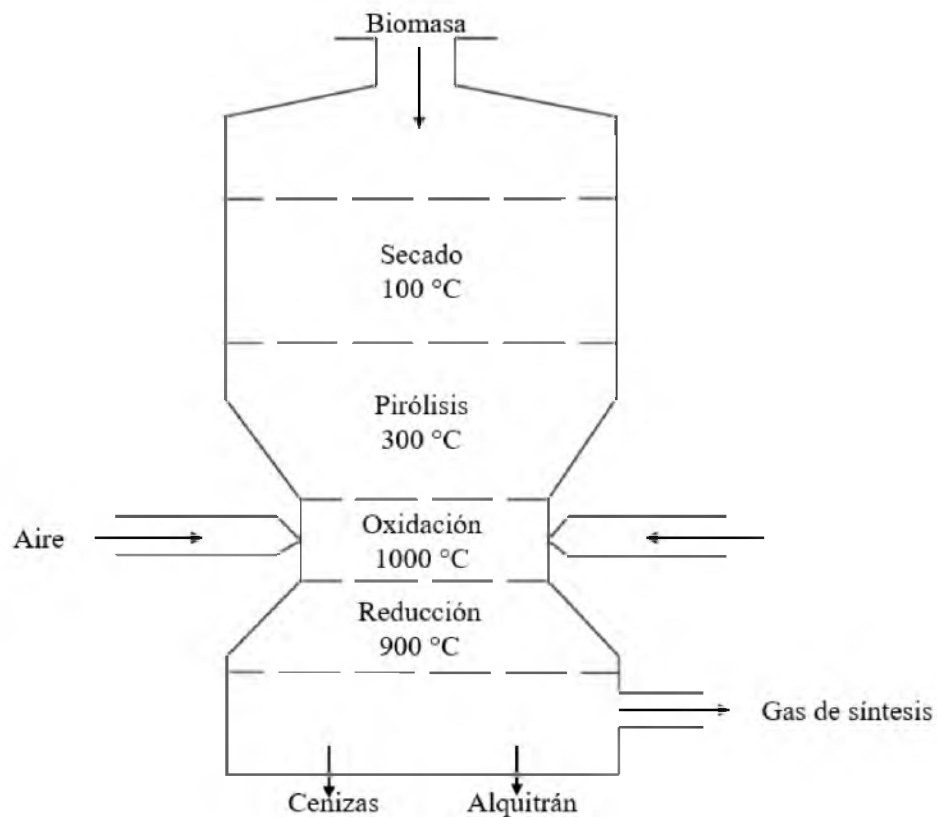 Biomasa
Secado
100 °C
Pirólisis
300 °C
Aire
Oxidación
1000 °C
Reducción
900 °C
Gas de síntesis
Cenizas
Alquitrán